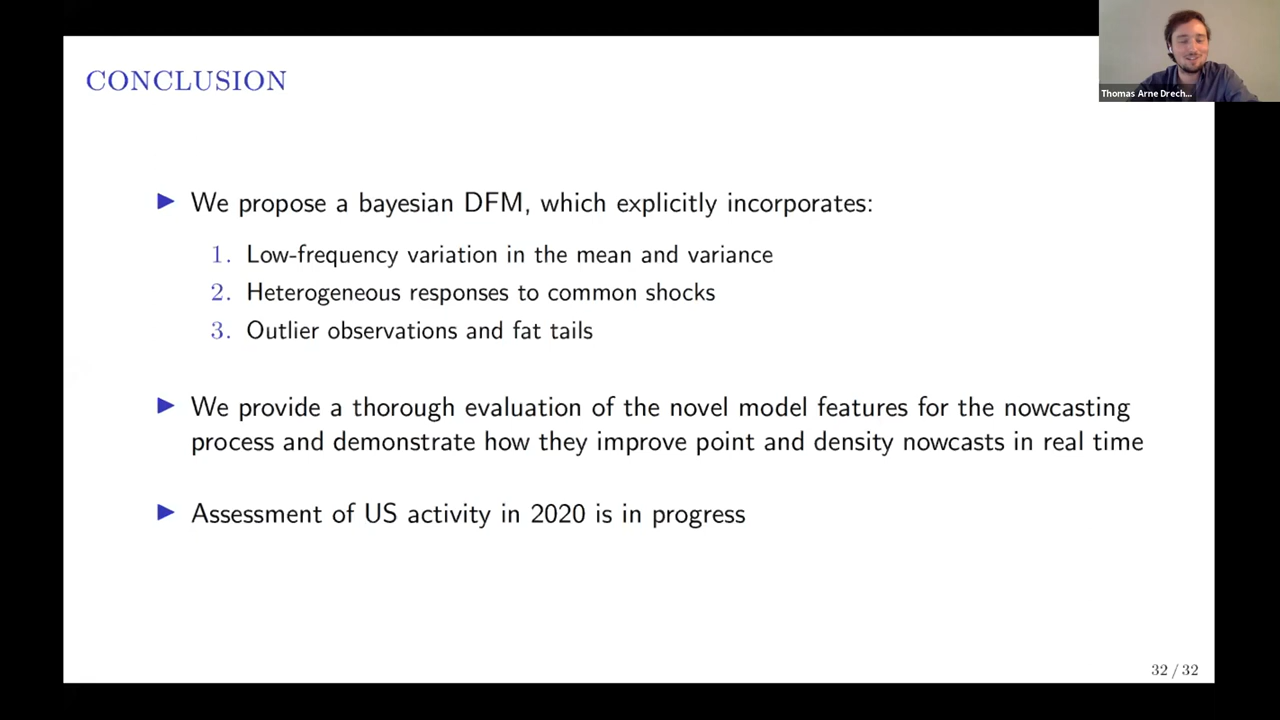 CONCLUSION
Thomas Arne Drech...
▶ We propose a bayesian DFM, which explicitly incorporates:
1. Low-frequency variation in the mean and variance
2. Heterogeneous responses to common shocks
3. Outlier observations and fat tails
▶ We provide a thorough evaluation of the novel model features for the nowcasting
process and demonstrate how they improve point and density nowcasts in real time
▶ Assessment of US activity in 2020 is in progress
32 / 32